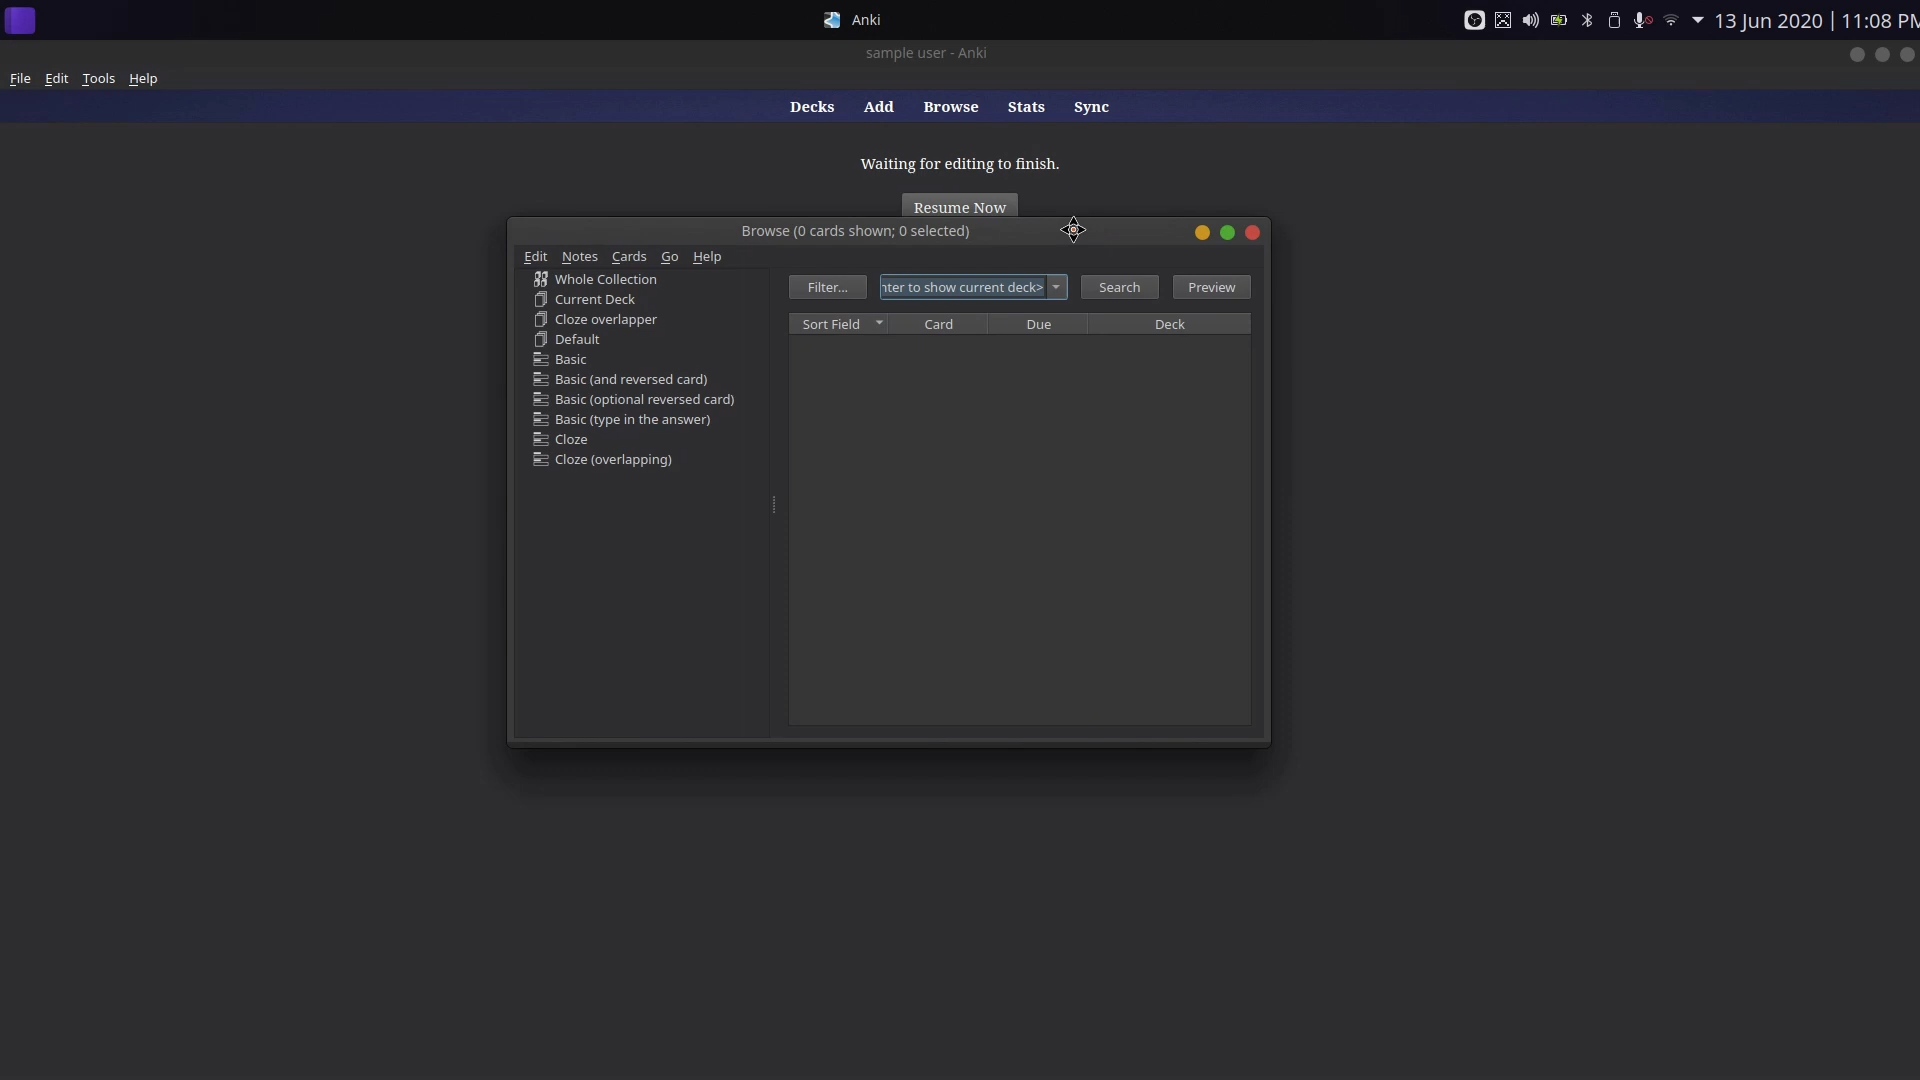 Anki
13 Jun 2020 | 11:08 PM
sample user - Anki
File Edit Tools Help
Decks Add Browse Stats Sync
Waiting for editing to finish.
Resume Now
Browse (0 cards shown; 0 selected)
Edit Notes Cards Go Help
Whole Collection
Current Deck
Cloze overlapper
Default
Basic
Basic (and reversed card)
Basic (optional reversed card)
Basic (type in the answer)
Cloze
Cloze (overlapping)
Filter... nter to show current deck> Search Preview
Sort Field Card Due Deck